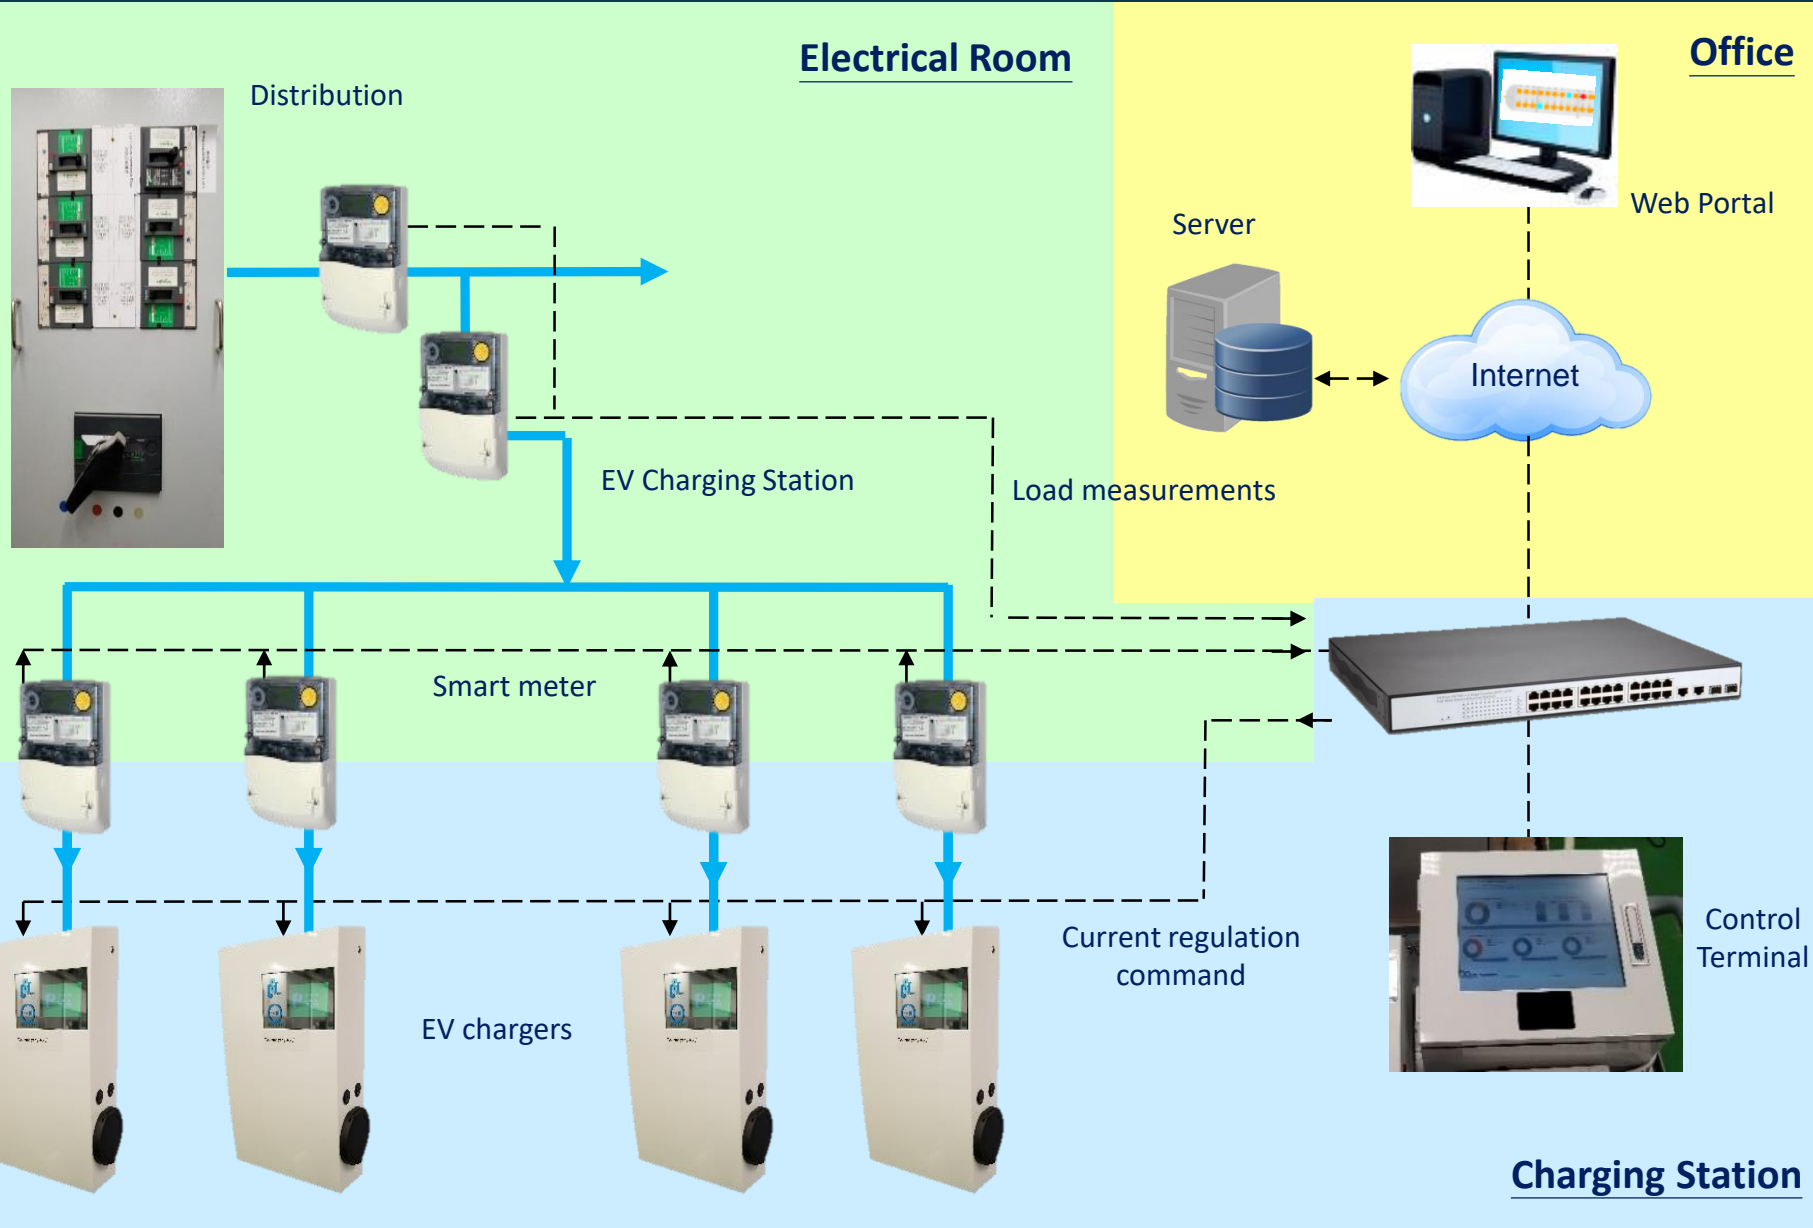 Electrical Room
Office
Distribution
Web Portal
Server
Internet
EV Charging Station
Load measurements
Smart meter
Control
Terminal
Current regulation
command
EV chargers
Charging Station